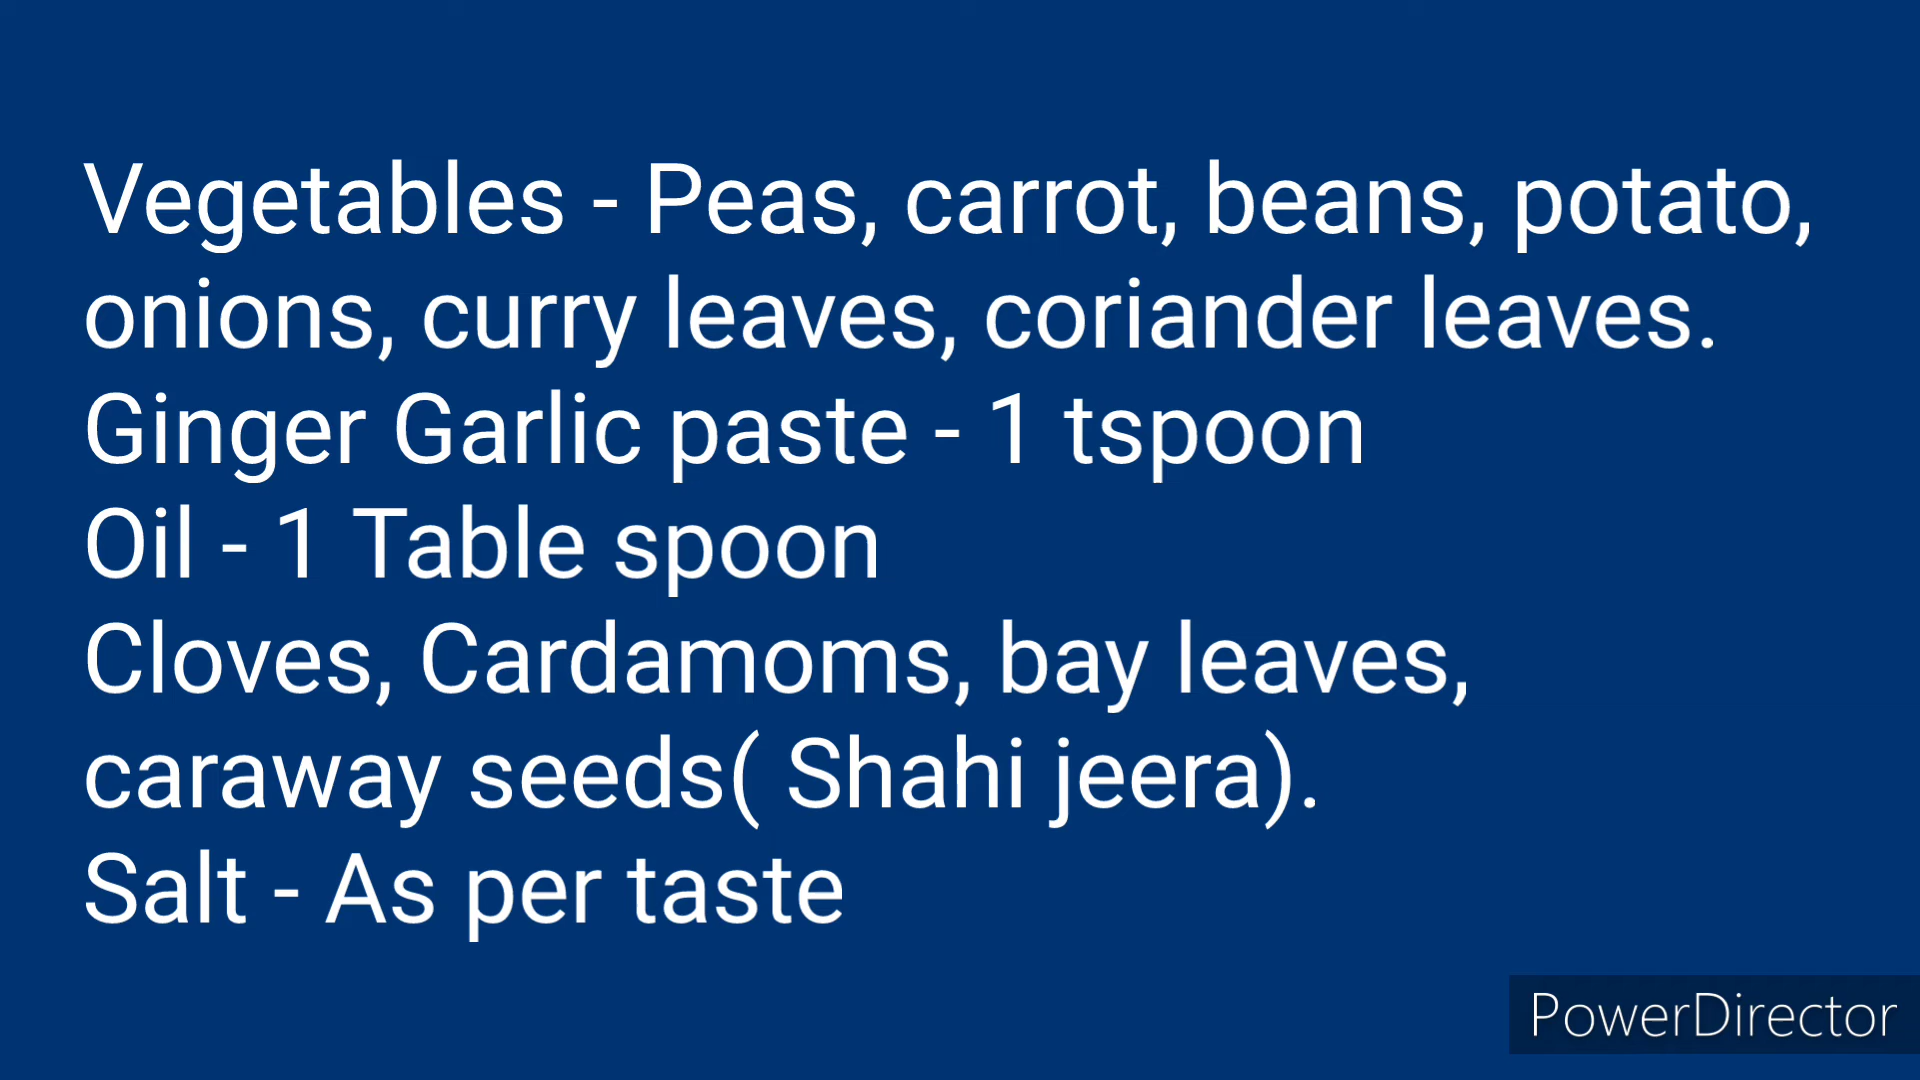 Vegetables - Peas, carrot, beans, potato,
onions, curry leaves, coriander leaves.
Ginger Garlic paste - 1 tspoon
Oil - 1 Table spoon
Cloves, Cardamoms, bay leaves,
caraway seeds( Shahi jeera).
Salt - As per taste
PowerDirector